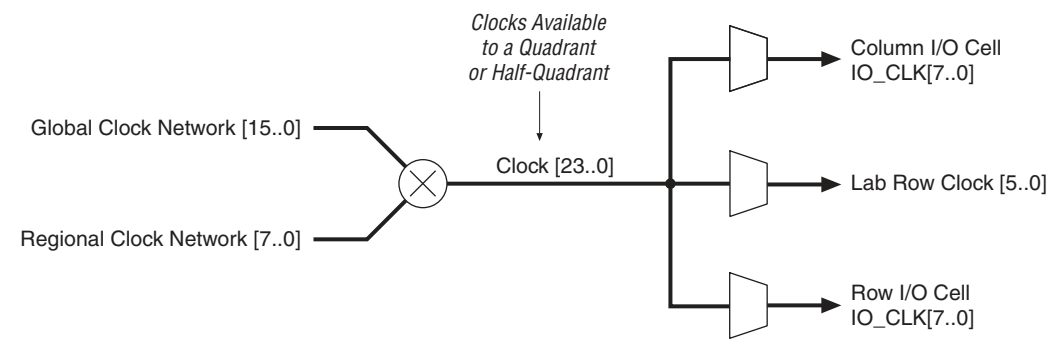 Clocks Available
to a Quadrant
or Half-Quadrant
Column I/O Cell
IO_CLK[7..0]
Global Clock Network [15..0]
Clock [23..0]
Lab Row Clock [5..0]
Regional Clock Network [7..0]
Row I/O Cell
IO_CLK[7..0]